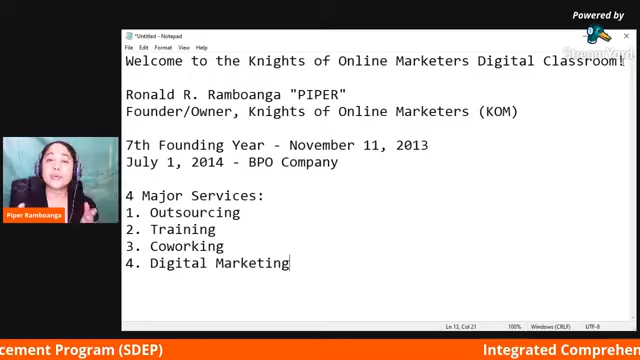 Powered by
StreamYard
*Untitled - Notepad
File Edit Format View Help
Welcome to the Knights of Online Marketers Digital Classroom!
Ronald R. Ramboanga "PIPER"
Founder/Owner, Knights of Online Marketers (KOM)
7th Founding Year - November 11, 2013
July 1, 2014 - BPO Company
4 Major Services:
1. Outsourcing
2. Training
3. Coworking
4. Digital Marketing
Piper Ramboanga
Ln 13, Col 21 100% Windows (CRLF) UTF-8
cement Program (SDEP) Integrated Comprehen